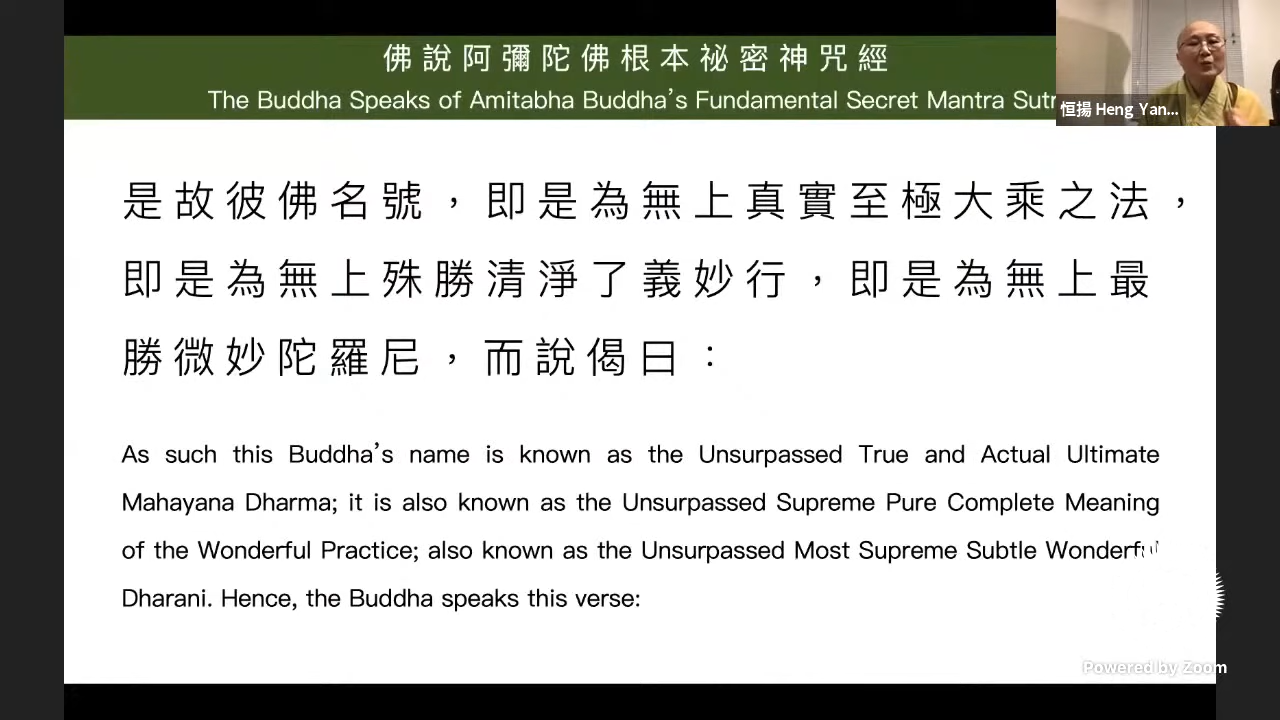 佛說阿彌陀佛根本祕密神咒經
The Buddha Speaks of Amitabha Buddha's Fundamental Secret Mantra
恒揚 Heng Yan...
是故彼佛名號，即是為無上真實至極大乘之法，
即是為無上殊勝清淨了義妙行，即是為無上最
勝微妙陀羅尼，而說偈曰：
As such this Buddha's name is known as the Unsurpassed True and Actual Ultimate
Mahayana Dharma; it is also known as the Unsurpassed Supreme Pure Complete Meaning
of the Wonderful Practice; also known as the Unsurpassed Most Supreme Subtle Wonderful
Dharani. Hence, the Buddha speaks this verse:
Powered by Zoom